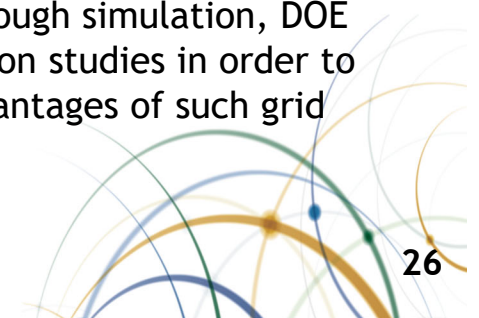 ough simulation, DOE
on studies in order to
antages of such grid
26